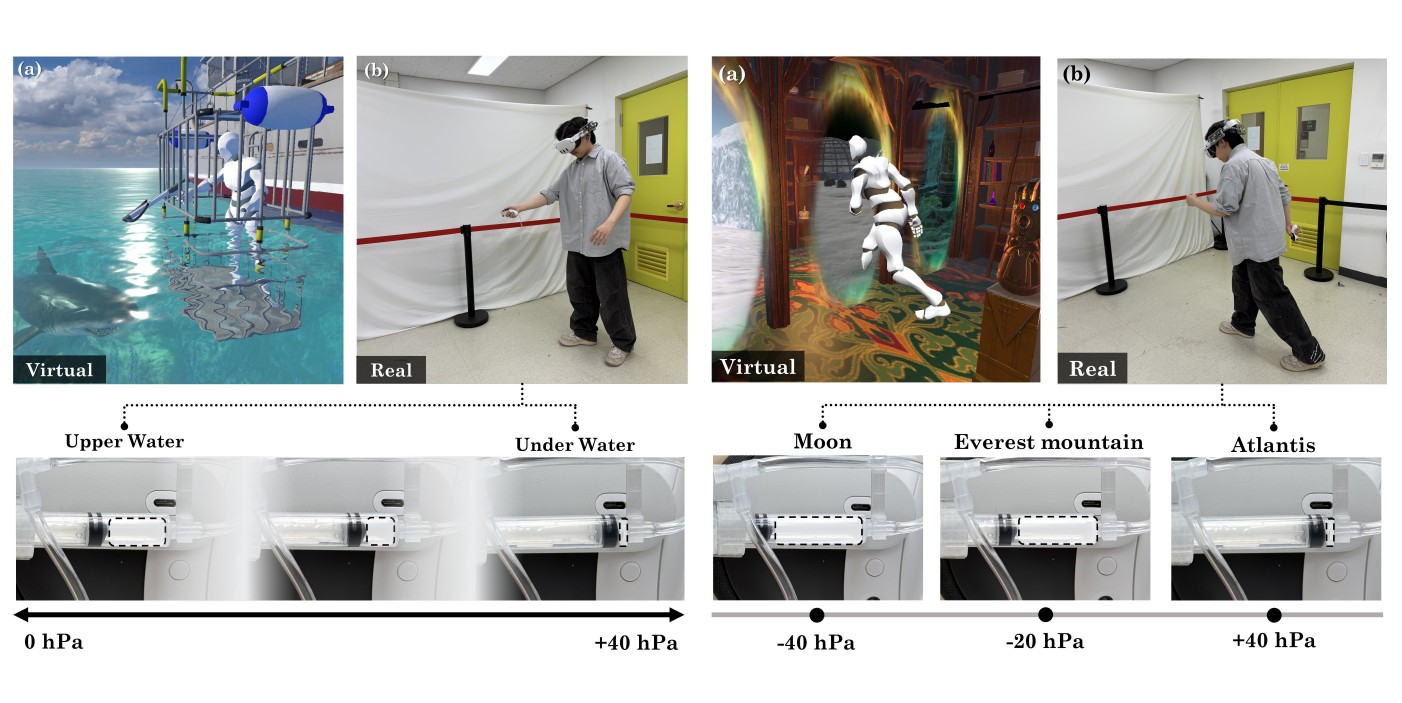 (a)
Virtual
(b)
Real
(a)
Virtual
(b)
Real
Upper Water
Under Water
0 hPa
+40 hPa
Moon
Everest mountain
Atlantis
-40 hPa
-20 hPa
+40 hPa